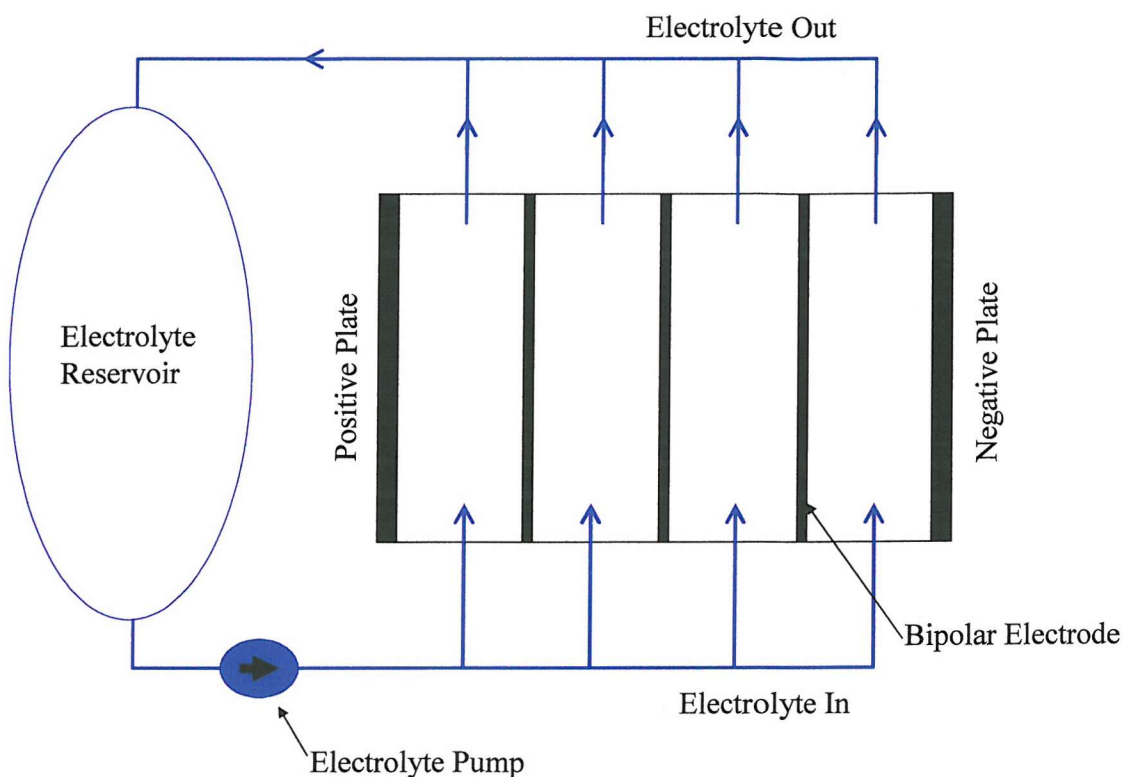 Electrolyte Out
Electrolyte
Reservoir
Positive Plate
Negative Plate
Bipolar Electrode
Electrolyte In
Electrolyte Pump